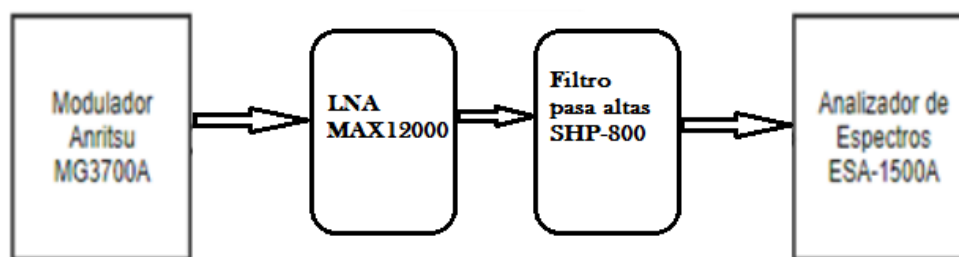 Modulador
Anritsu
MG3700A
LNA
MAX12000
Filtro
pasa altas
SHP-800
Analizador de
Espectros
ESA-1500A